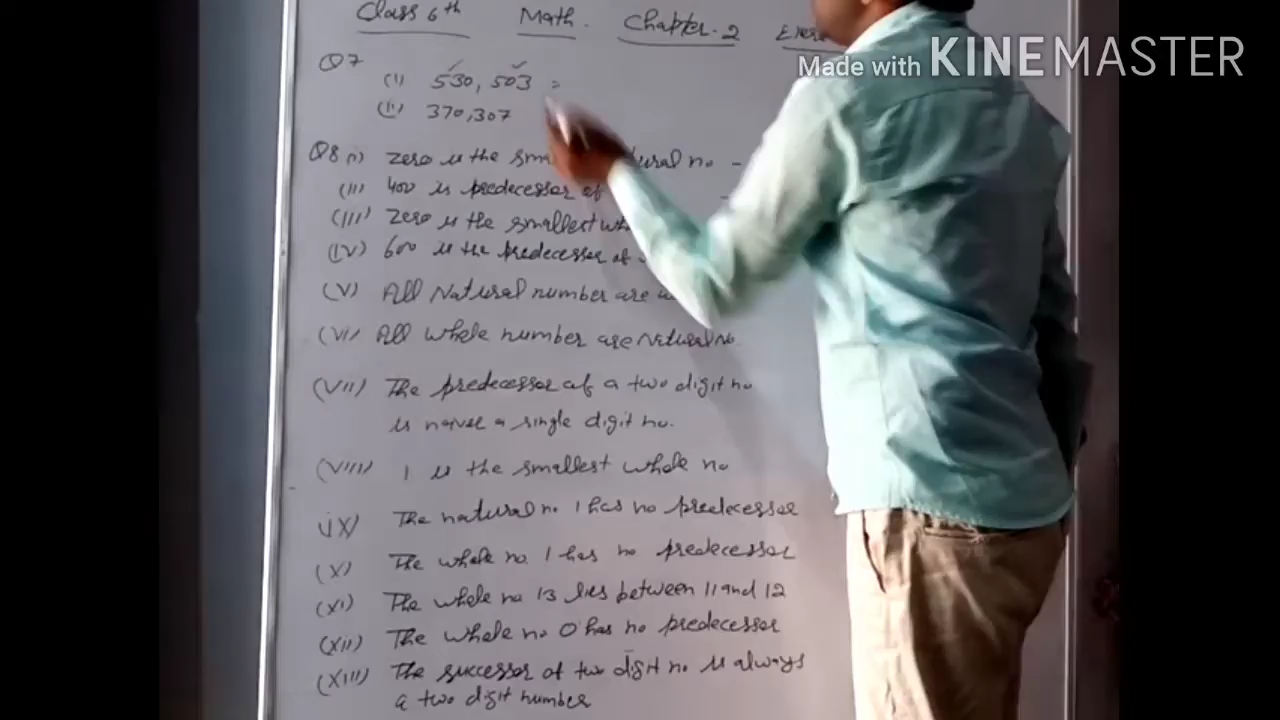 Class 6th Math. Chapter-2
Made with KINEMASTER
Q7
(i) 530, 503 =
(ii) 370,307
Q8 (i) Zero is the no -
(ii) 400 is predecessor of -
(iii) Zero is the smallest
(iv) 600 is the predecessor of
(v) All Natural number are
(vi) All whole number are Natural no.
(vii) The predecessor of a two digit no
is naver a single digit no.
(viii) 1 is the smallest whole no
(ix) The natural no 1 has no predecessor
(x) The whole no. 1 has no predecessor
(xi) The whole no 13 lies between 11 and 12
(xii) The whole no 0 has no predecessor
(xiii) The successor of two digit no is always
a two digit number